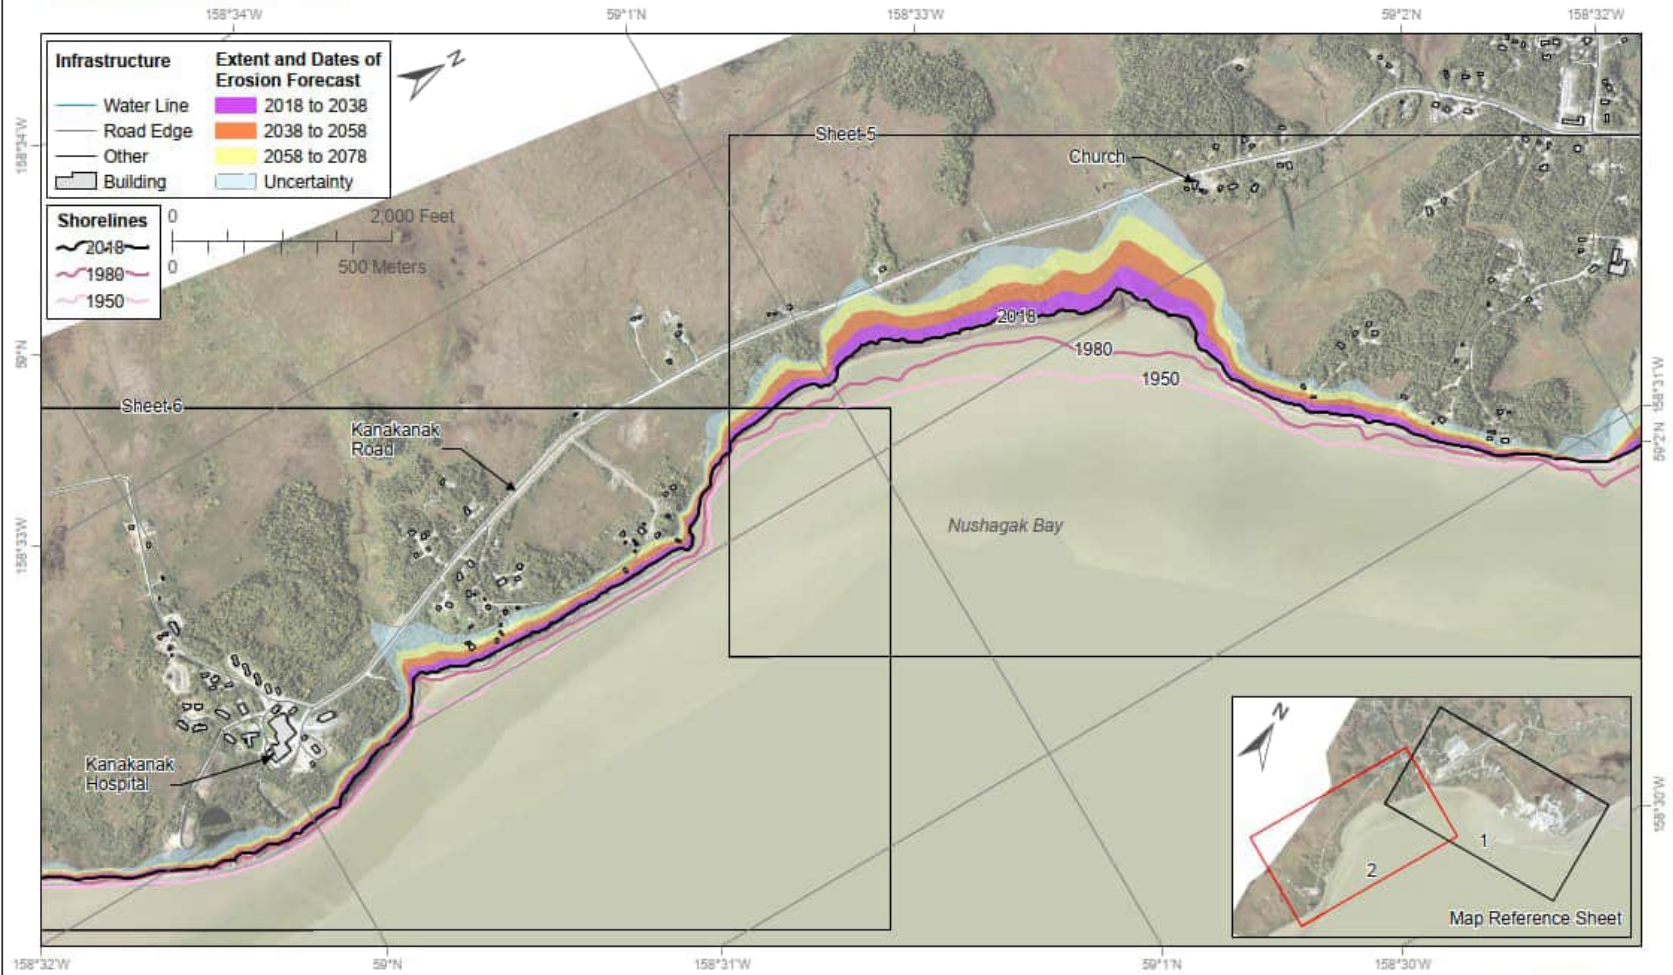 158°34'W
59°1'N
158°33'W
59°2'N
158°32'W
Infrastructure
Water Line
Road Edge
Other
Building
Extent and Dates of
Erosion Forecast
2018 to 2038
2038 to 2058
2058 to 2078
Uncertainty
N
Shorelines
2018
1980
1950
0
2,000 Feet
0
500 Meters
158°34'W
59°N
158°33'W
Sheet 5
Church
2018
1980
1950
Sheet 6
Kanakanak
Road
Nushagak Bay
Kanakanak
Hospital
158°31'W
59°2'N
158°30'W
N
1
2
Map Reference Sheet
158°32'W
59°N
158°31'W
59°1'N
158°30'W